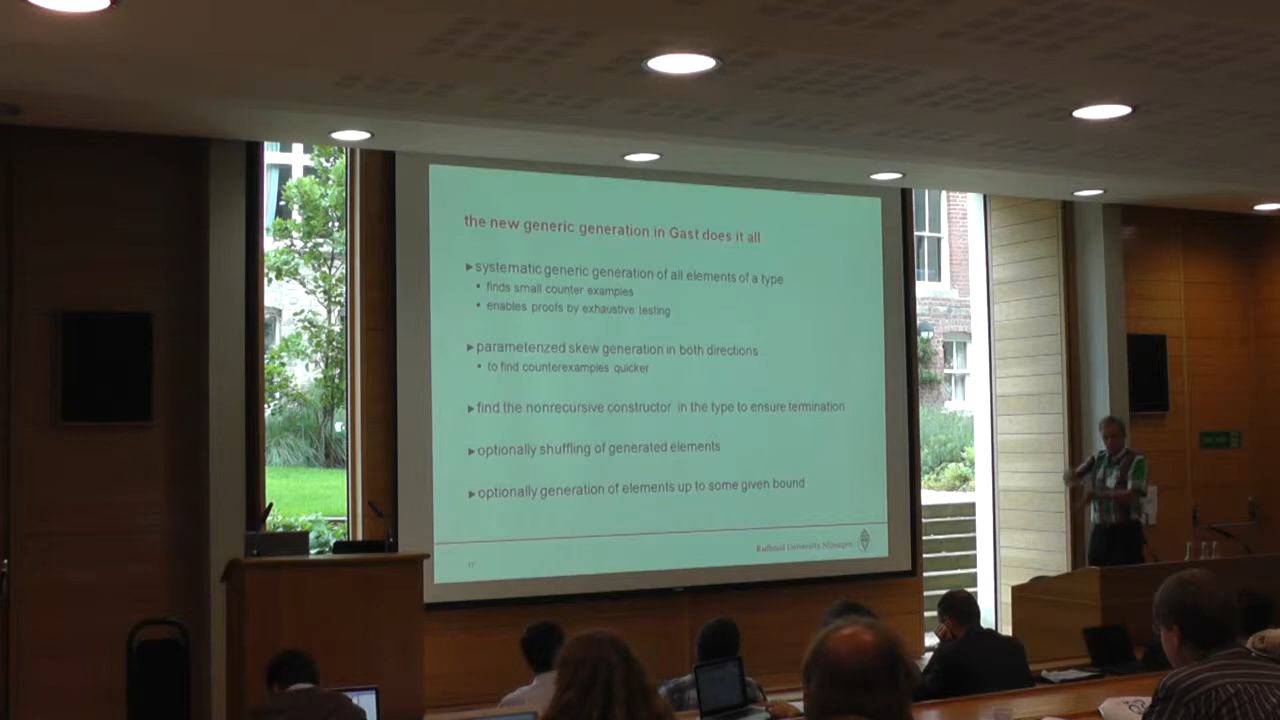 the new generic generation in Gast does it all
▸systematic generic generation of all elements of a type
• finds small counter examples
• enables proofs by exhaustive testing
▸parameterized skew generation in both directions
• to find counterexamples quicker
▸find the nonrecursive constructor in the type to ensure termination
▸optionally shuffling of generated elements
▸optionally generation of elements up to some given bound
Radboud University Nijmegen
17